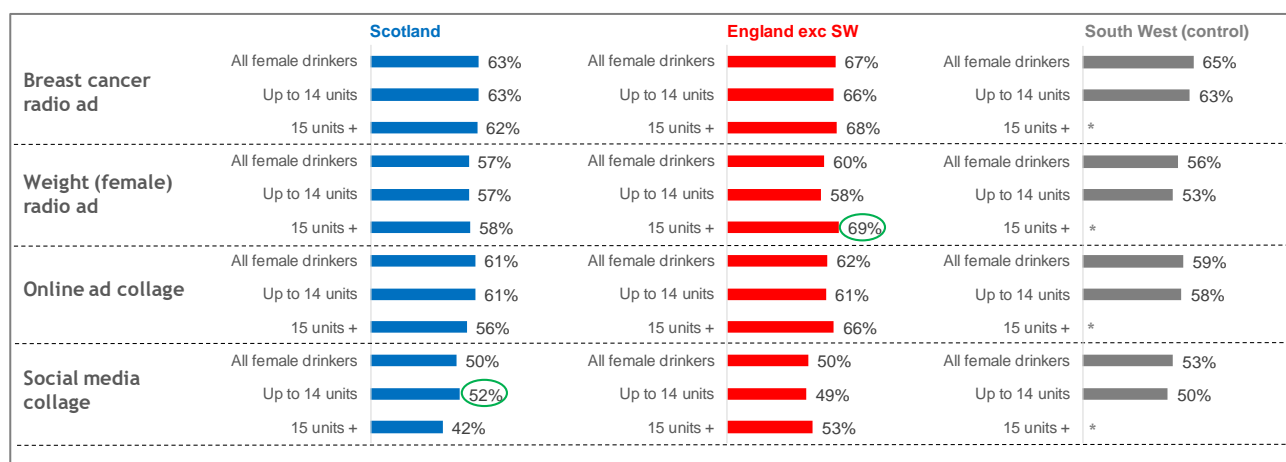 Scotland England exc SW South West (control)
Breast cancer
radio ad
All female drinkers 63% All female drinkers 67% All female drinkers 65%
Up to 14 units 63% Up to 14 units 66% Up to 14 units 63%
15 units + 62% 15 units + 68% 15 units + *
Weight (female)
radio ad
All female drinkers 57% All female drinkers 60% All female drinkers 56%
Up to 14 units 57% Up to 14 units 58% Up to 14 units 53%
15 units + 58% 15 units + 69% 15 units + *
Online ad collage
All female drinkers 61% All female drinkers 62% All female drinkers 59%
Up to 14 units 61% Up to 14 units 61% Up to 14 units 58%
15 units + 56% 15 units + 66% 15 units + *
Social media
collage
All female drinkers 50% All female drinkers 50% All female drinkers 53%
Up to 14 units 52% Up to 14 units 49% Up to 14 units 50%
15 units + 42% 15 units + 53% 15 units + *